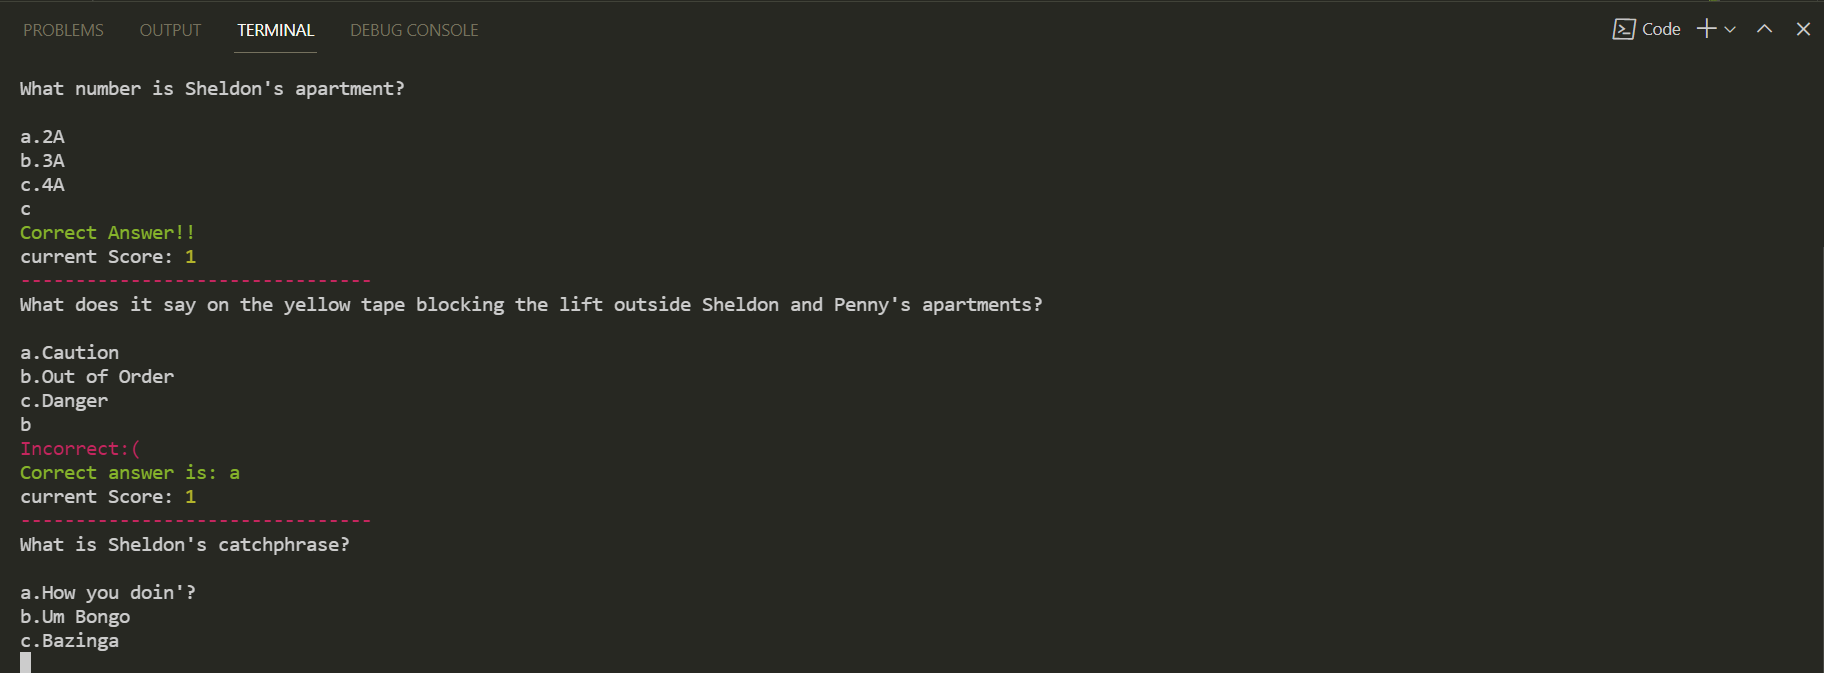 PROBLEMS OUTPUT TERMINAL DEBUG CONSOLE Code
What number is Sheldon's apartment?
a.2A
b.3A
c.4A
c
Correct Answer!!
current Score: 1
--------------------------------
What does it say on the yellow tape blocking the lift outside Sheldon and Penny's apartments?
a.Caution
b.Out of Order
c.Danger
b
Incorrect:(
Correct answer is: a
current Score: 1
--------------------------------
What is Sheldon's catchphrase?
a.How you doin'?
b.Um Bongo
c.Bazinga